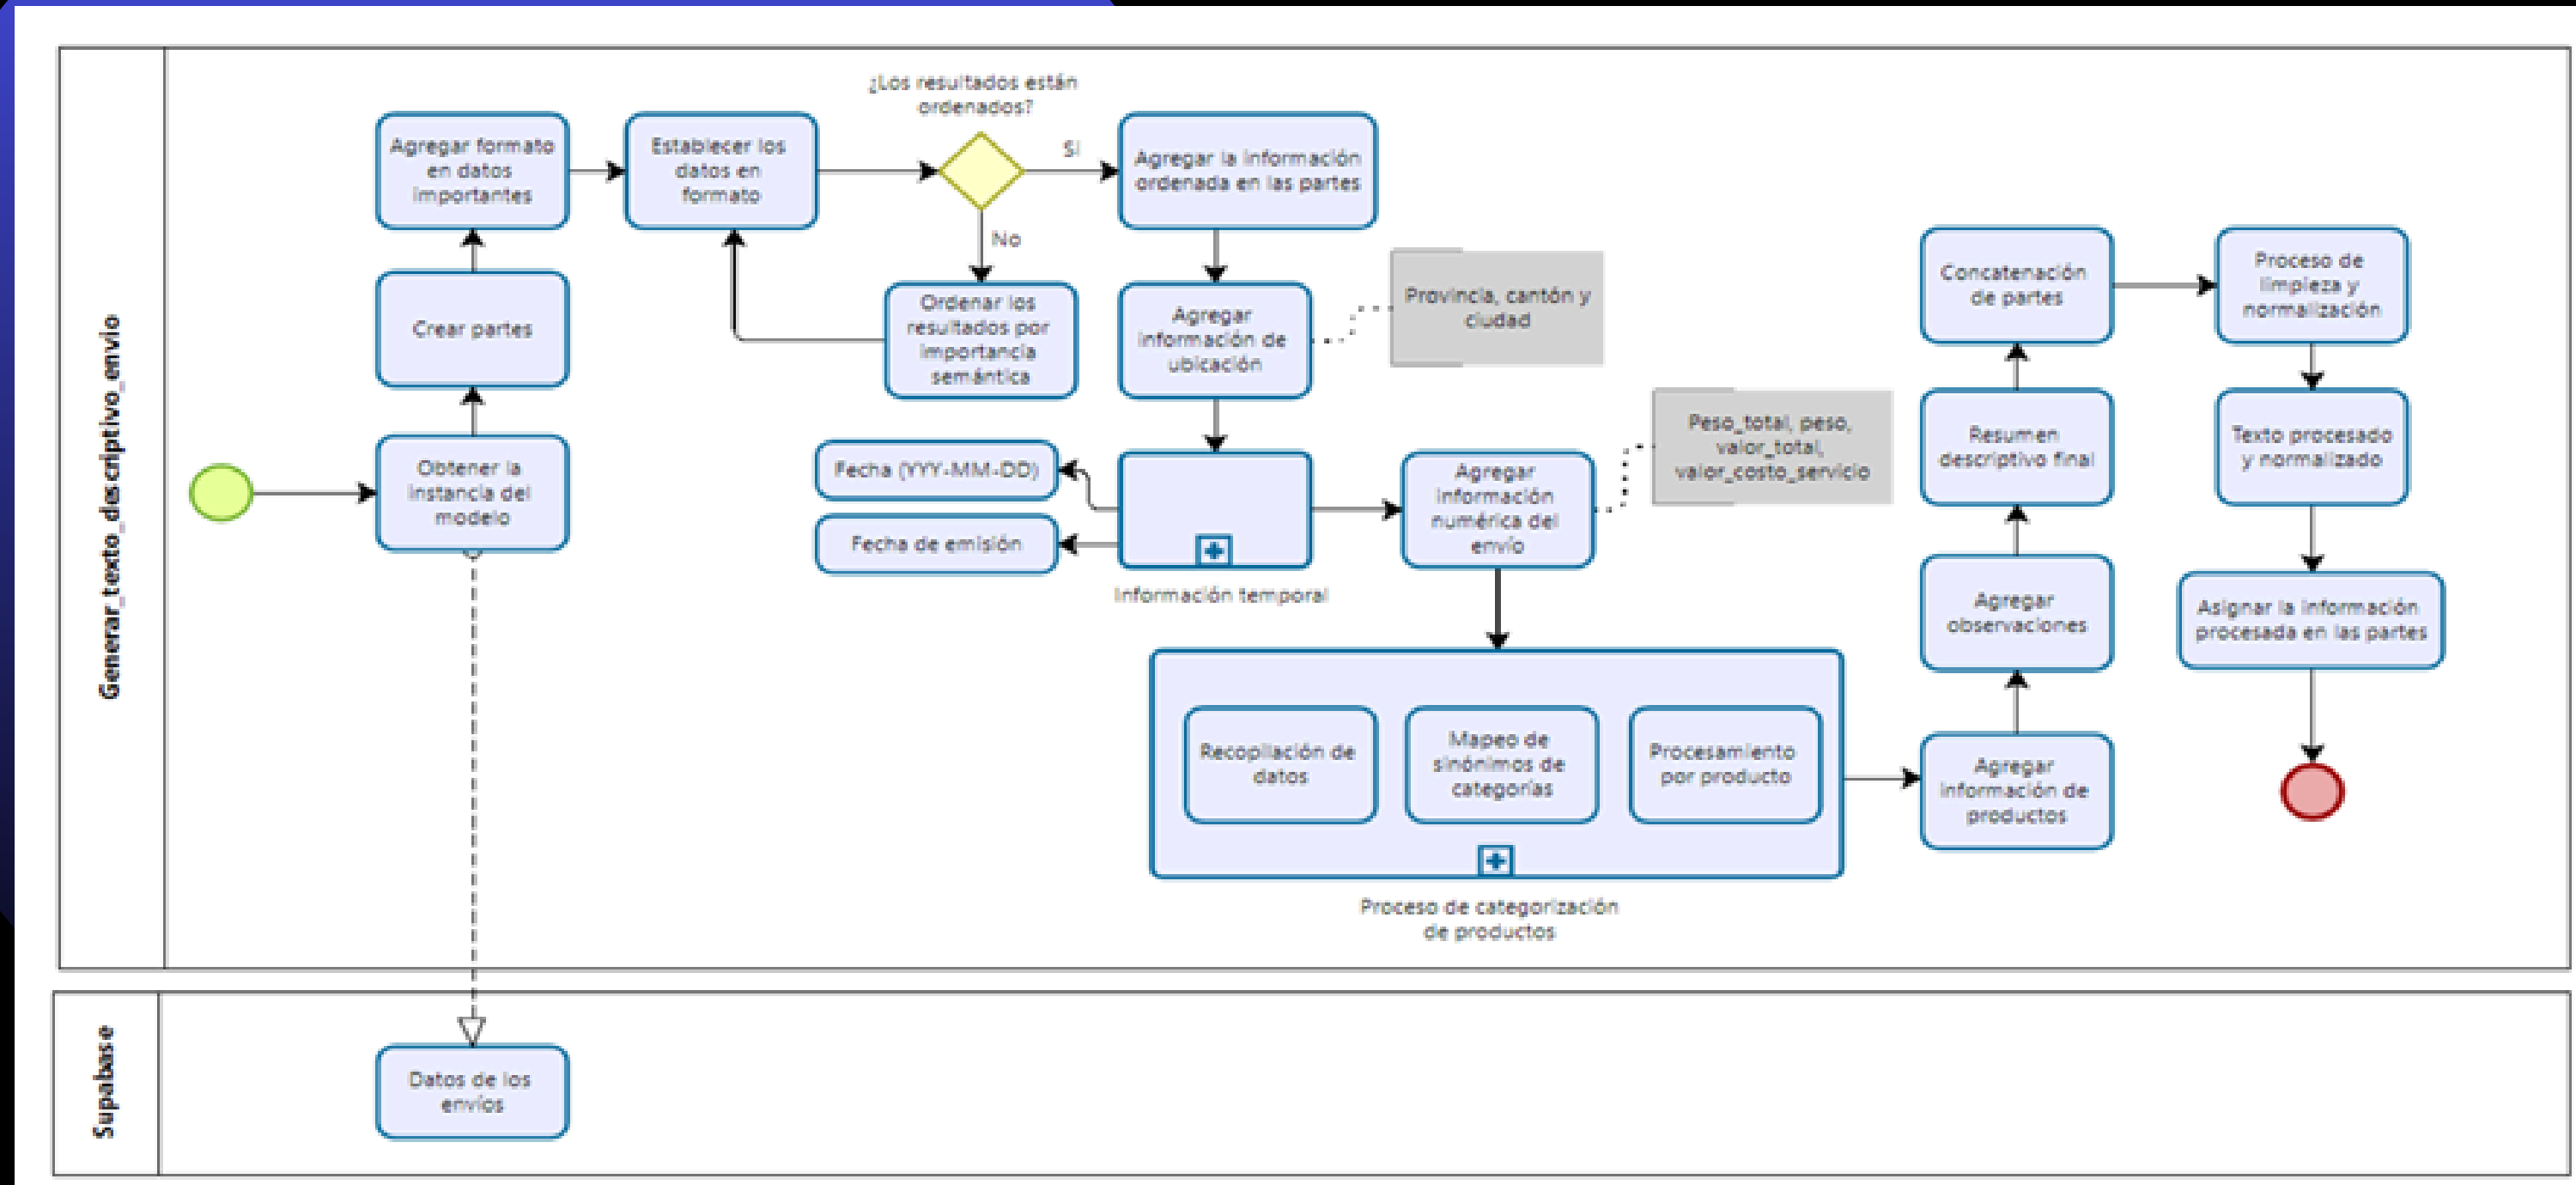 Generar_texto_descriptivo_envio
¿Los resultados están
ordenados?
Agregar formato
en datos
importantes
Establecer los
datos en
formato
Si
Agregar la información
ordenada en las partes
No
Crear partes
Ordenar los
resultados por
importancia
semántica
Agregar
información de
ubicación
Provincia, cantón y
ciudad
Obtener la
instancia del
modelo
Fecha (YYY-MM-DD)
Fecha de emisión
Información temporal
Agregar
información
numérica del
envío
Peso_total, peso,
valor_total,
valor_costo_servicio
Recopilación de
datos
Mapeo de
sinónimos de
categorías
Procesamiento
por producto
Proceso de categorización
de productos
Agregar
información de
productos
Agregar
observaciones
Resumen
descriptivo final
Concatenación
de partes
Proceso de
limpieza y
normalización
Texto procesado
y normalizado
Asignar la información
procesada en las partes
Supabase
Datos de los
envíos